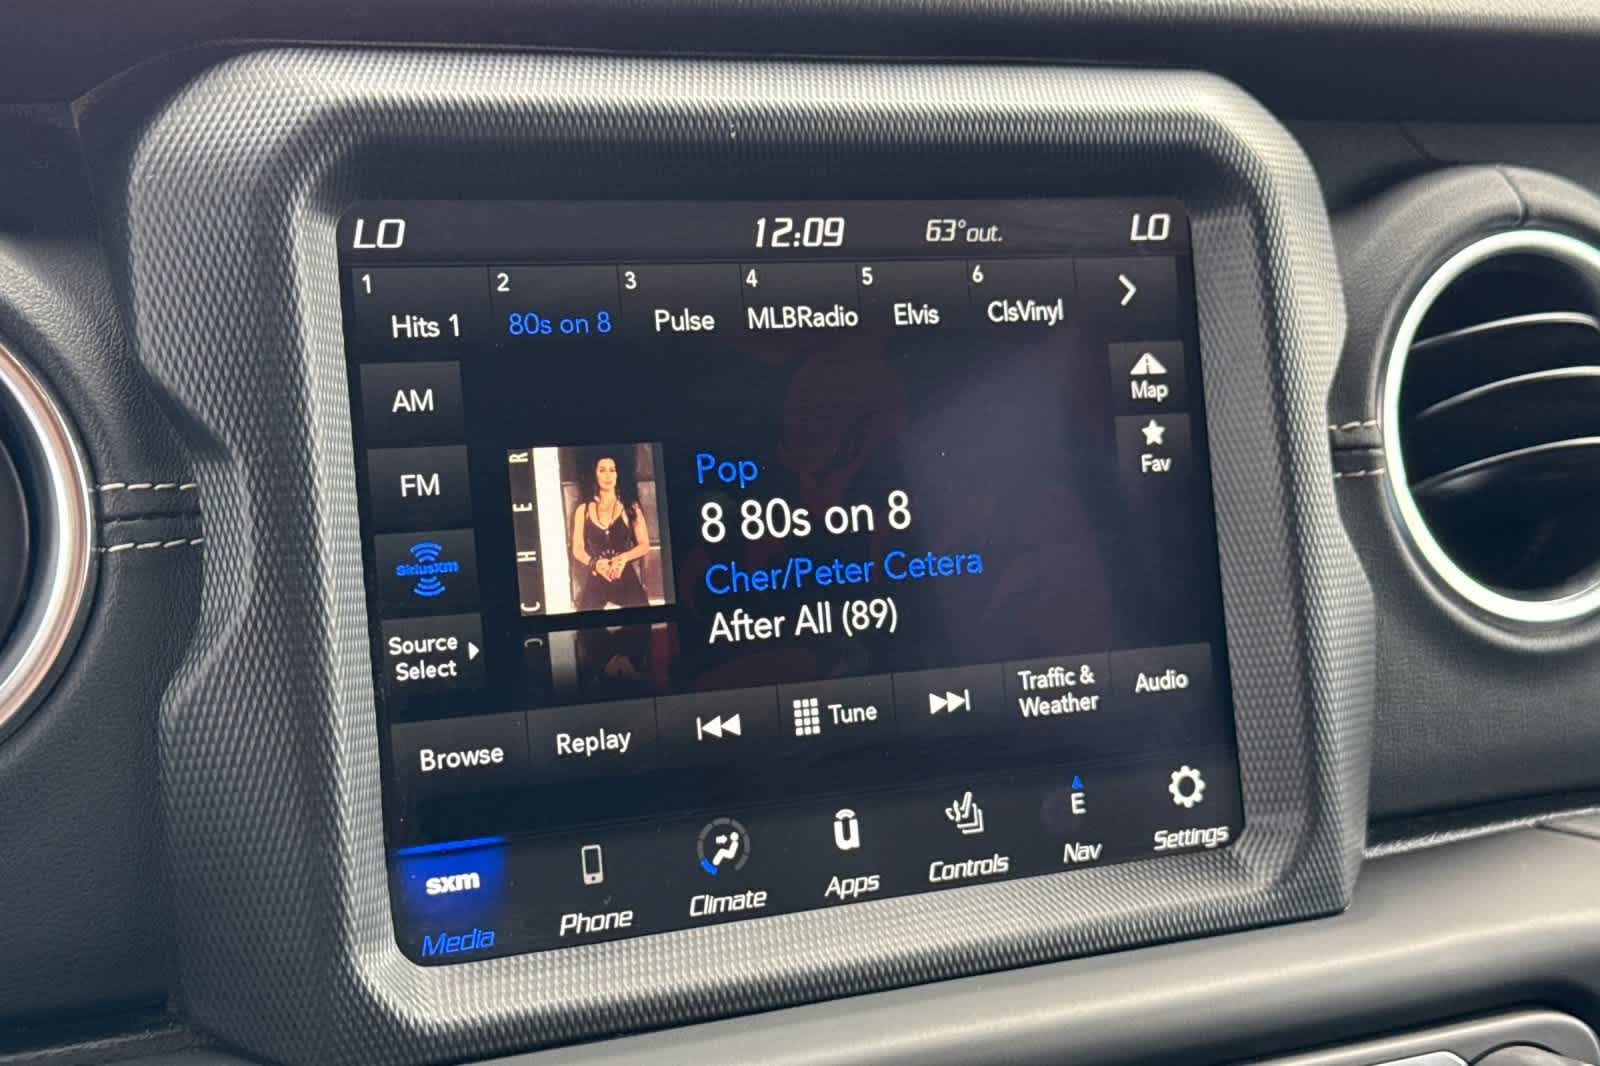 LO 12:09 63° out. LO
1 2 3 4 5 6
Hits 1 80s on 8 Pulse MLBRadio Elvis ClsVinyl
AM
Map
FM
Fav
SiriusXM
Source
Select
CHER
Pop
8 80s on 8
Cher/Peter Cetera
After All (89)
Browse Replay Tune Traffic &
Weather Audio
sxm
Media Phone Climate Apps Controls E
Nav Settings